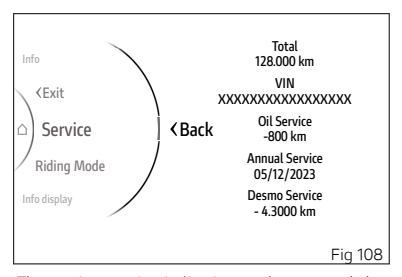 Info
‹Exit
Service
Riding Mode
Info display
‹Back
Total
128.000 km
VIN
XXXXXXXXXXXXXXXXX
Oil Service
-800 km
Annual Service
05/12/2023
Desmo Service
- 4.3000 km
Fig 108